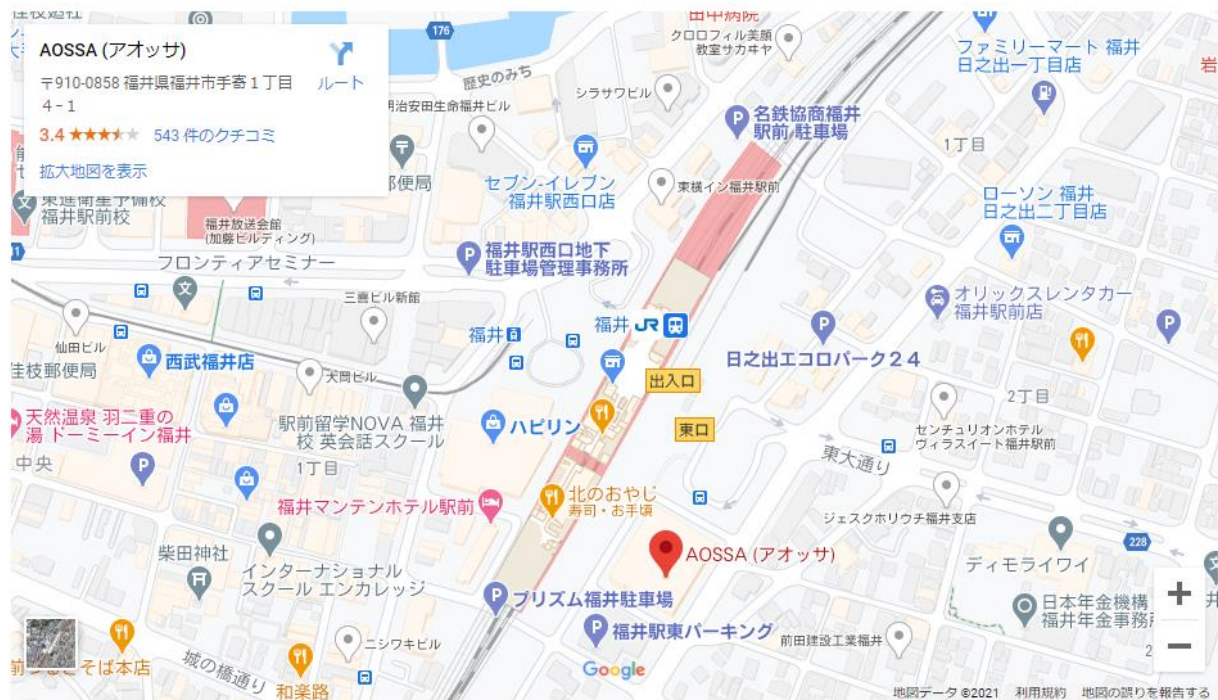 AOSSA (アオッサ)
〒910-0858 福井県福井市手寄1丁目
4-1
ルート
3.4
543 件のクチコミ
拡大地図を表示
176
歴史のみち
田中病院
クロロフィル美顔
教室サカヰヤ
シラサワビル
明治安田生命福井ビル
名鉄協商福井
駅前 駐車場
ファミリーマート 福井
日之出一丁目店
1丁目
セブン-イレブン
福井駅西口店
東横イン福井駅前
ローソン 福井
日之出二丁目店
郵便局
東進衛星予備校
福井駅前校
福井放送会館
(加藤ビルディング)
フロンティアセミナー
福井駅西口地下
駐車場管理事務所
三喜ビル新館
オリックスレンタカー
福井駅前店
福井
福井 JR
仙田ビル
西武福井店
佳枝郵便局
大岡ビル
日之出エコロパーク24
出入口
東口
2丁目
天然温泉 羽二重の
湯 ドーミーイン福井
駅前留学NOVA 福井
校 英会話スクール
ハピリン
センチュリオンホテル
ヴィラスイート福井駅前
中央
1丁目
東大通り
福井マンテンホテル駅前
北のおやじ
寿司・お手頃
ジェスクホリウチ福井支店
228
柴田神社
インターナショナル
スクール エンカレッジ
AOSSA (アオッサ)
ディモライワイ
プリズム福井駐車場
日本年金機構
福井年金事務所
福井駅東パーキング
前田建設工業福井
ニシワキビル
そば本店
城の橋通り
和楽路
Google
+
−
地図データ ©2021
利用規約
地図の誤りを報告する